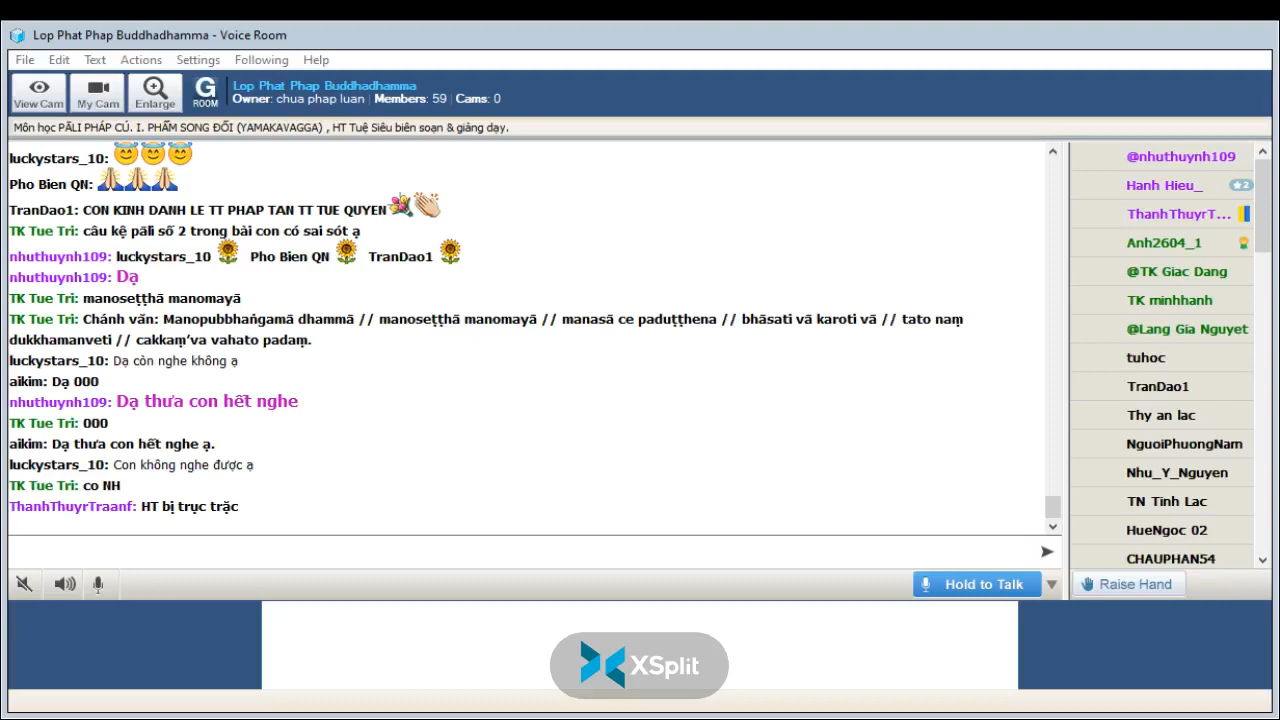 Lop Phat Phap Buddhadhamma - Voice Room
File Edit Text Actions Settings Following Help
View Cam My Cam Enlarge G ROOM
Lop Phat Phap Buddhadhamma
Owner: chua phap luan | Members: 59 | Cams: 0
Môn học PĀLI PHÁP CÚ. I. PHẨM SONG ĐỐI (YAMAKAVAGGA) , HT Tuệ Siêu biên soạn & giảng dạy.
luckystars_10:
Pho Bien QN:
TranDao1: CON KINH DANH LE TT PHAP TAN TT TUE QUYEN
TK Tue Tri: câu kệ pāli số 2 trong bài con có sai sót ạ
nhuthuynh109: luckystars_10 Pho Bien QN TranDao1
nhuthuynh109: Dạ
TK Tue Tri: manoseṭṭhā manomayā
TK Tue Tri: Chánh văn: Manopubbhaṅgamā dhammā // manoseṭṭhā manomayā // manasā ce paduṭṭhena // bhāsati vā karoti vā // tato naṃ
dukkhamanveti // cakkaṃ’va vahato padaṃ.
luckystars_10: Dạ còn nghe không ạ
aikim: Dạ 000
nhuthuynh109: Dạ thưa con hết nghe
TK Tue Tri: 000
aikim: Dạ thưa con hết nghe ạ.
luckystars_10: Con không nghe được ạ
TK Tue Tri: co NH
ThanhThuyrTraanf: HT bị trục trặc
@nhuthuynh109
Hanh Hieu_ 2
ThanhThuyrT...
Anh2604_1
@TK Giac Dang
TK minhhanh
@Lang Gia Nguyet
tuhoc
TranDao1
Thy an lac
NguoiPhuongNam
Nhu_Y_Nguyen
TN Tinh Lac
HueNgoc 02
CHAUPHAN54
Hold to Talk
Raise Hand
XSplit